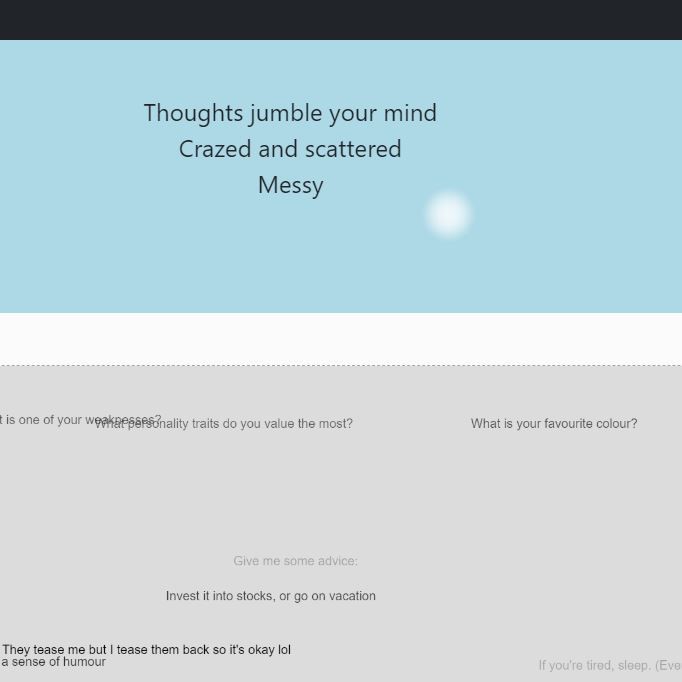 Thoughts jumble your mind
Crazed and scattered
Messy
is one of your weaknesses?
What personality traits do you value the most?
What is your favourite colour?
Give me some advice:
Invest it into stocks, or go on vacation
They tease me but I tease them back so it's okay lol
a sense of humour
If you're tired, sleep. (Eve